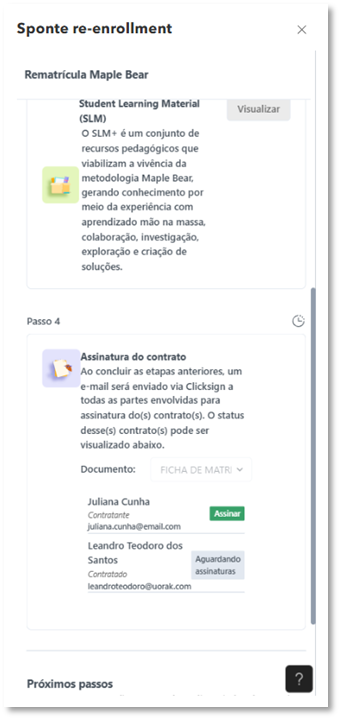 Sponte re-enrollment
Rematrícula Maple Bear
Student Learning Material
(SLM)
Visualizar
O SLM+ é um conjunto de
recursos pedagógicos que
viabilizam a vivência da
metodologia Maple Bear,
gerando conhecimento por
meio da experiência com
aprendizado mão na massa,
colaboração, investigação,
exploração e criação de
soluções.
Passo 4
Assinatura do contrato
Ao concluir as etapas anteriores, um
e-mail será enviado via Clicksign a
todas as partes envolvidas para
assinatura do(s) contrato(s). O status
desse(s) contrato(s) pode ser
visualizado abaixo.
Documento: FICHA DE MATRI
Juliana Cunha
Contratante
juliana.cunha@email.com
Assinar
Leandro Teodoro dos
Santos
Contratado
leandroteodoro@uorak.com
Aguardando
assinaturas
Próximos passos
?